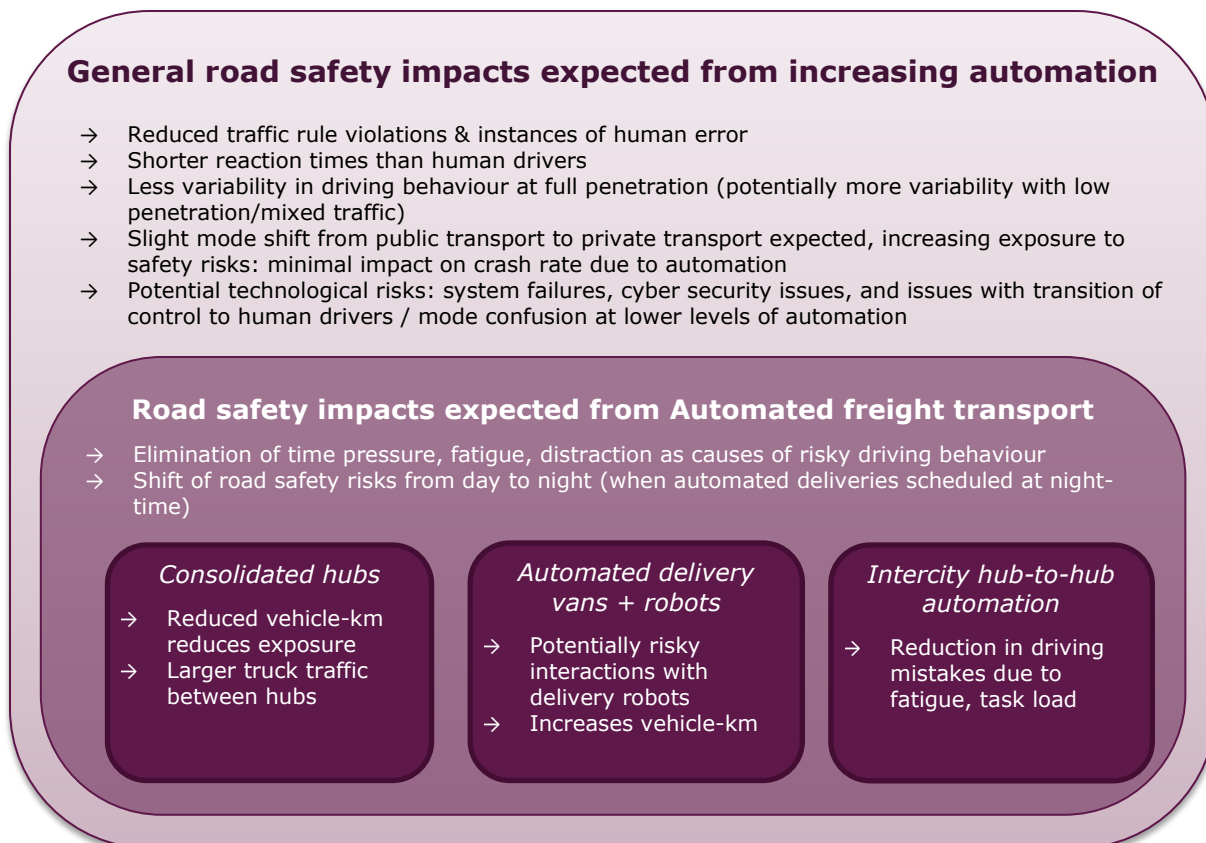 General road safety impacts expected from increasing automation
→ Reduced traffic rule violations & instances of human error
→ Shorter reaction times than human drivers
→ Less variability in driving behaviour at full penetration (potentially more variability with low
penetration/mixed traffic)
→ Slight mode shift from public transport to private transport expected, increasing exposure to
safety risks: minimal impact on crash rate due to automation
→ Potential technological risks: system failures, cyber security issues, and issues with transition of
control to human drivers / mode confusion at lower levels of automation
Road safety impacts expected from Automated freight transport
→ Elimination of time pressure, fatigue, distraction as causes of risky driving behaviour
→ Shift of road safety risks from day to night (when automated deliveries scheduled at night-
time)
Consolidated hubs
→ Reduced vehicle-km
reduces exposure
→ Larger truck traffic
between hubs
Automated delivery
vans + robots
→ Potentially risky
interactions with
delivery robots
→ Increases vehicle-km
Intercity hub-to-hub
automation
→ Reduction in driving
mistakes due to
fatigue, task load